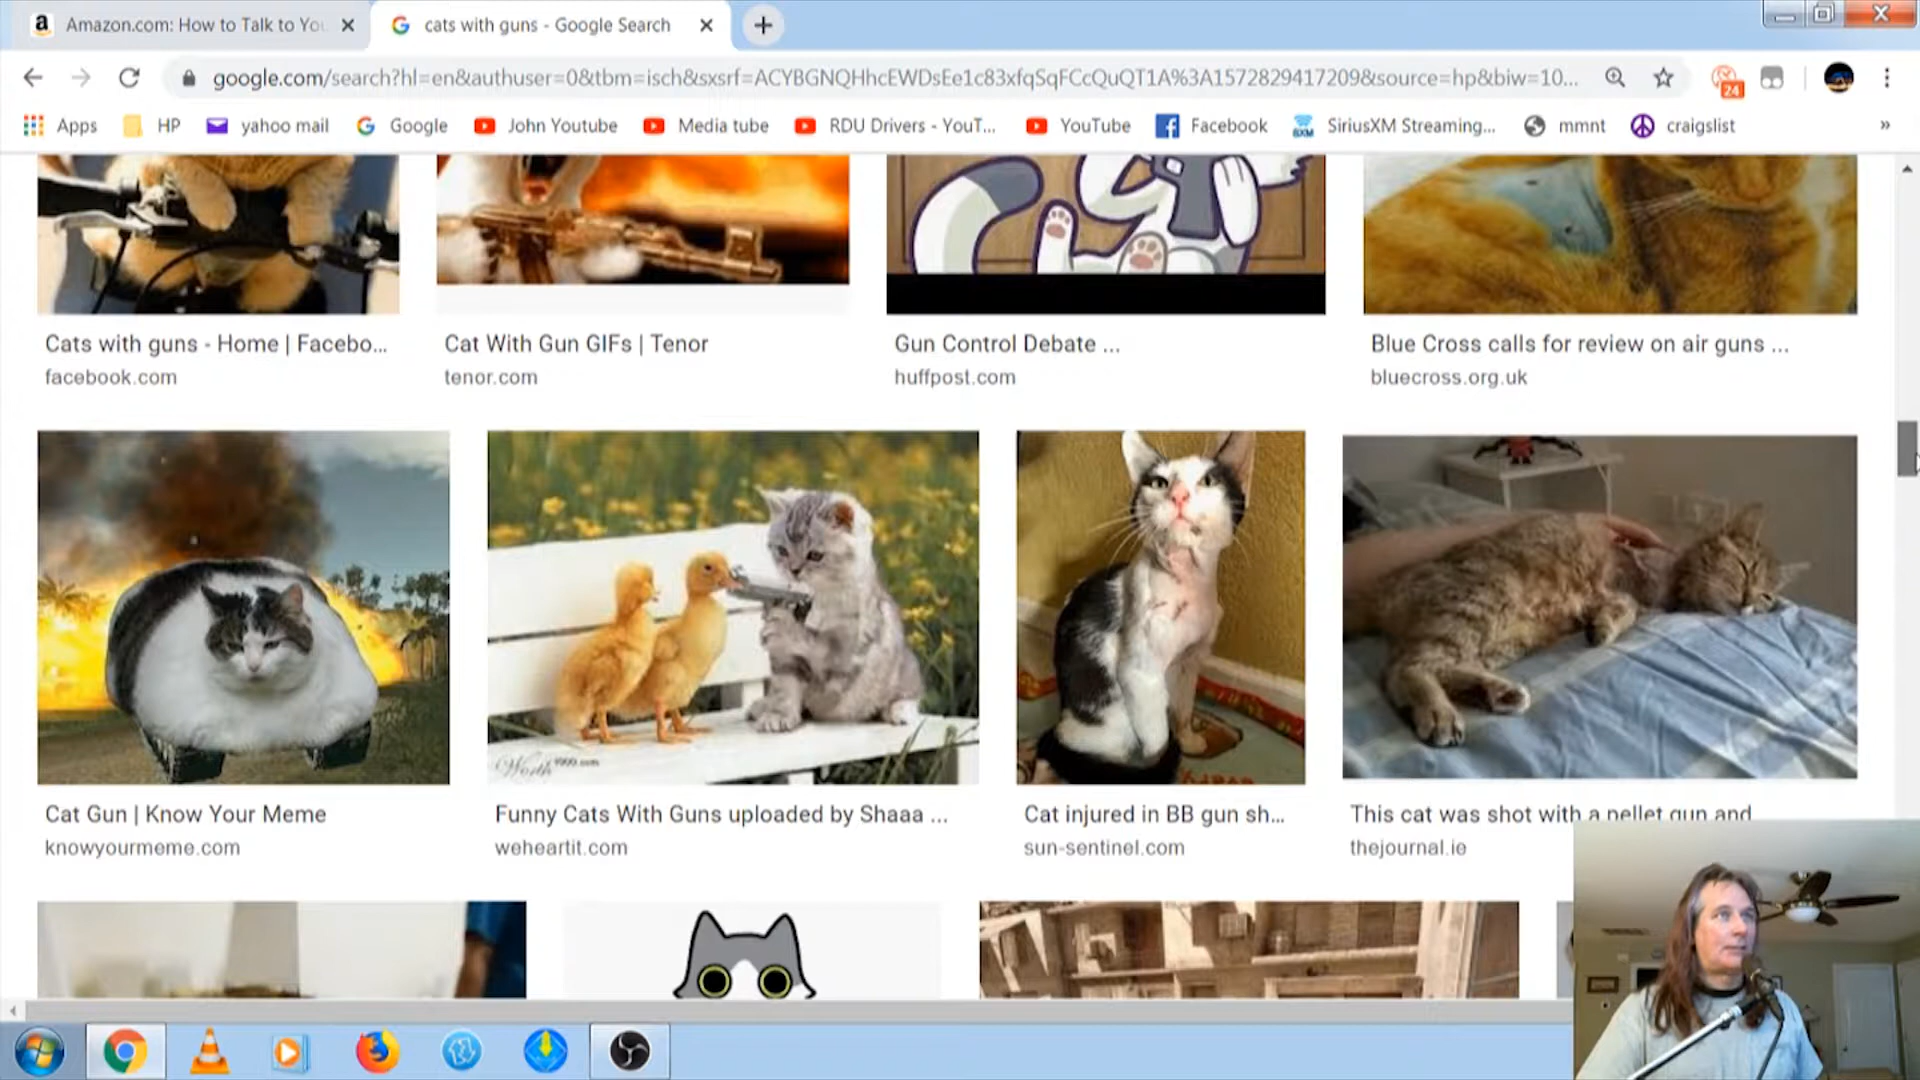 Amazon.com: How to Talk to You
cats with guns - Google Search
google.com/search?hl=en&authuser=0&tbm=isch&sxsrf=ACYBGNQHhcEWDsEe1c83xfqSqFCcQuQT1A%3A1572829417209&source=hp&biw=10...
24
Apps
HP
yahoo mail
Google
John Youtube
Media tube
RDU Drivers - YouT...
YouTube
Facebook
SiriusXM Streaming...
mmnt
craigslist
»
Cats with guns - Home | Facebo...
facebook.com
Cat With Gun GIFs | Tenor
tenor.com
Gun Control Debate ...
huffpost.com
Blue Cross calls for review on air guns ...
bluecross.org.uk
Worth1000.com
Cat Gun | Know Your Meme
knowyourmeme.com
Funny Cats With Guns uploaded by Shaaa ...
weheartit.com
Cat injured in BB gun sh...
sun-sentinel.com
This cat was shot with a pellet gun and
thejournal.ie